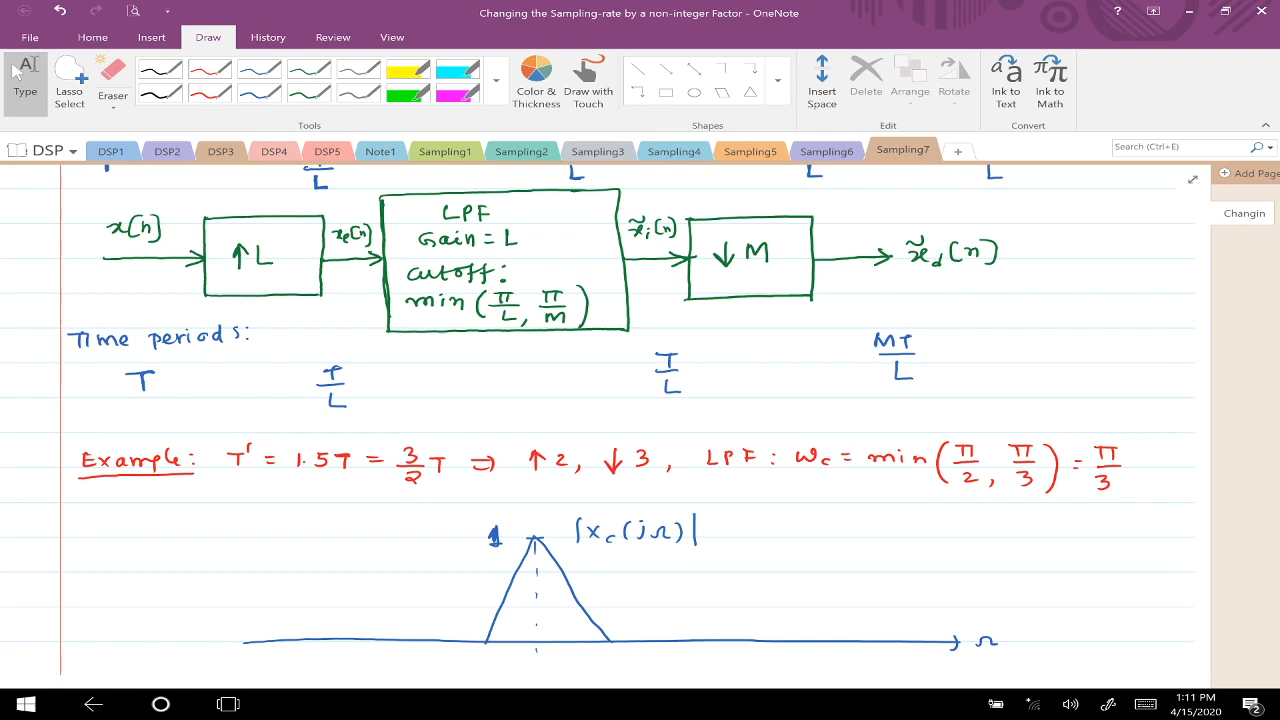 Changing the Sampling-rate by a non-integer Factor - OneNote
File Home Insert Draw History Review View
Type Lasso Select Eraser Color & Thickness Draw with Touch Insert Space Delete Arrange Rotate Ink to Text Ink to Math
Tools Shapes Edit Convert
DSP DSP1 DSP2 DSP3 DSP4 DSP5 Note1 Sampling1 Sampling2 Sampling3 Sampling4 Sampling5 Sampling6 Sampling7 Search (Ctrl+E)
Add Page
Changin
L L L L
x[n] ↑L xe[n] LPF Gain = L cutoff: min(π/L, π/M) x̃i[n] ↓M x̃d[n]
Time periods:
T T/L T/L MT/L
Example: T' = 1.5T = 3/2 T ⇒ ↑2, ↓3, LPF: ωc = min(π/2, π/3) = π/3
1 |Xc(jΩ)|
Ω
1:11 PM
4/15/2020
2